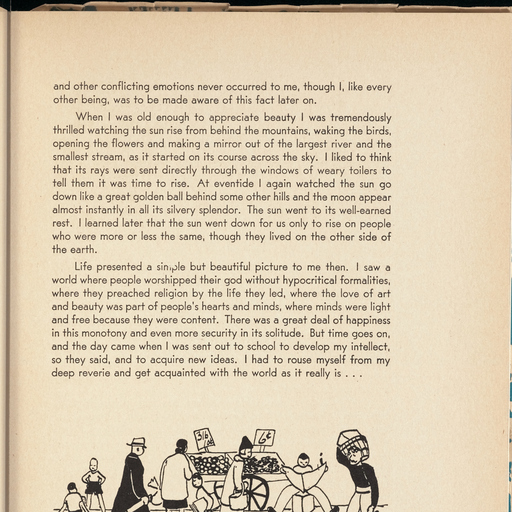 and other conflicting emotions never occurred to me, though I, like every
other being, was to be made aware of this fact later on.
When I was old enough to appreciate beauty I was tremendously
thrilled watching the sun rise from behind the mountains, waking the birds,
opening the flowers and making a mirror out of the largest river and the
smallest stream, as it started on its course across the sky. I liked to think
that its rays were sent directly through the windows of weary toilers to
tell them it was time to rise. At eventide I again watched the sun go
down like a great golden ball behind some other hills and the moon appear
almost instantly in all its silvery splendor. The sun went to its well-earned
rest. I learned later that the sun went down for us only to rise on people
who were more or less the same, though they lived on the other side of
the earth.
Life presented a simple but beautiful picture to me then. I saw a
world where people worshipped their god without hypocritical formalities,
where they preached religion by the life they led, where the love of art
and beauty was part of people's hearts and minds, where minds were light
and free because they were content. There was a great deal of happiness
in this monotony and even more security in its solitude. But time goes on,
and the day came when I was sent out to school to develop my intellect,
so they said, and to acquire new ideas. I had to rouse myself from my
deep reverie and get acquainted with the world as it really is . . .
6¢